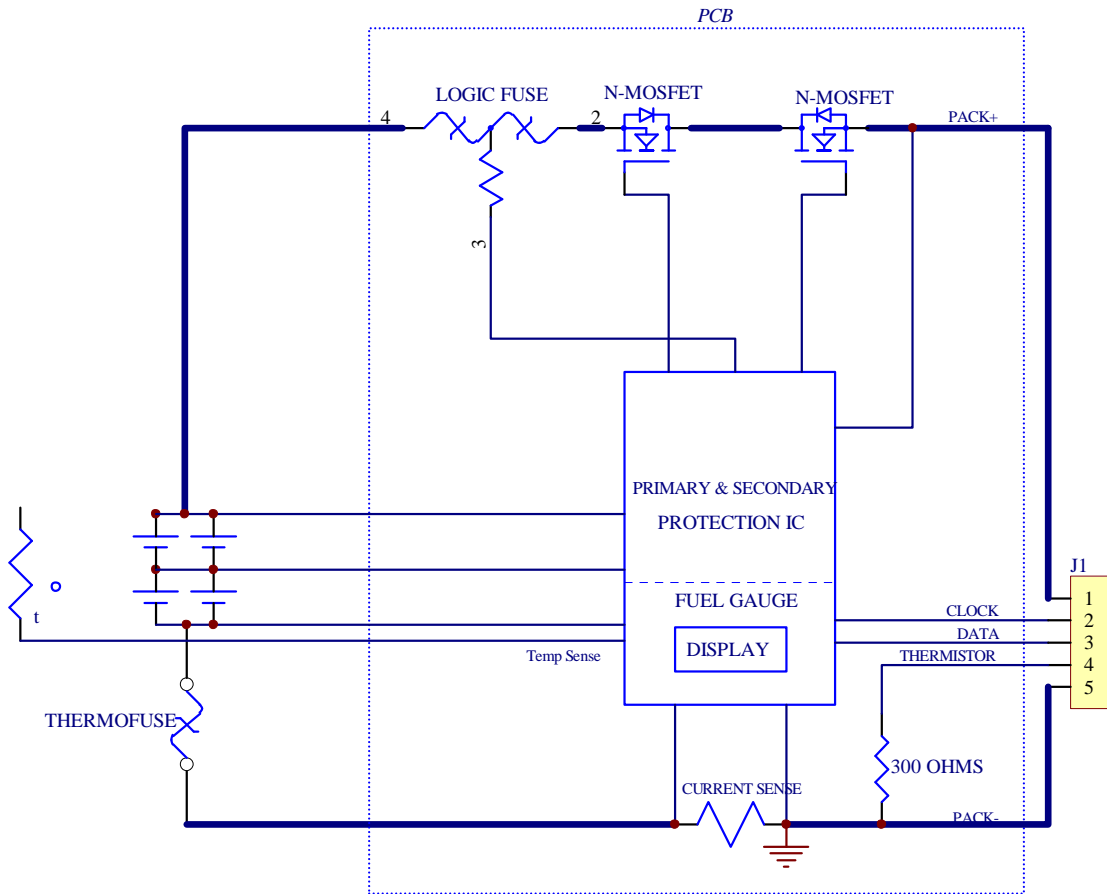 PCB
LOGIC FUSE
N-MOSFET
N-MOSFET
4
2
PACK+
3
PRIMARY & SECONDARY
PROTECTION IC
FUEL GAUGE
DISPLAY
t
Temp Sense
THERMOFUSE
J1
CLOCK
DATA
THERMISTOR
1
2
3
4
5
300 OHMS
CURRENT SENSE
PACK-